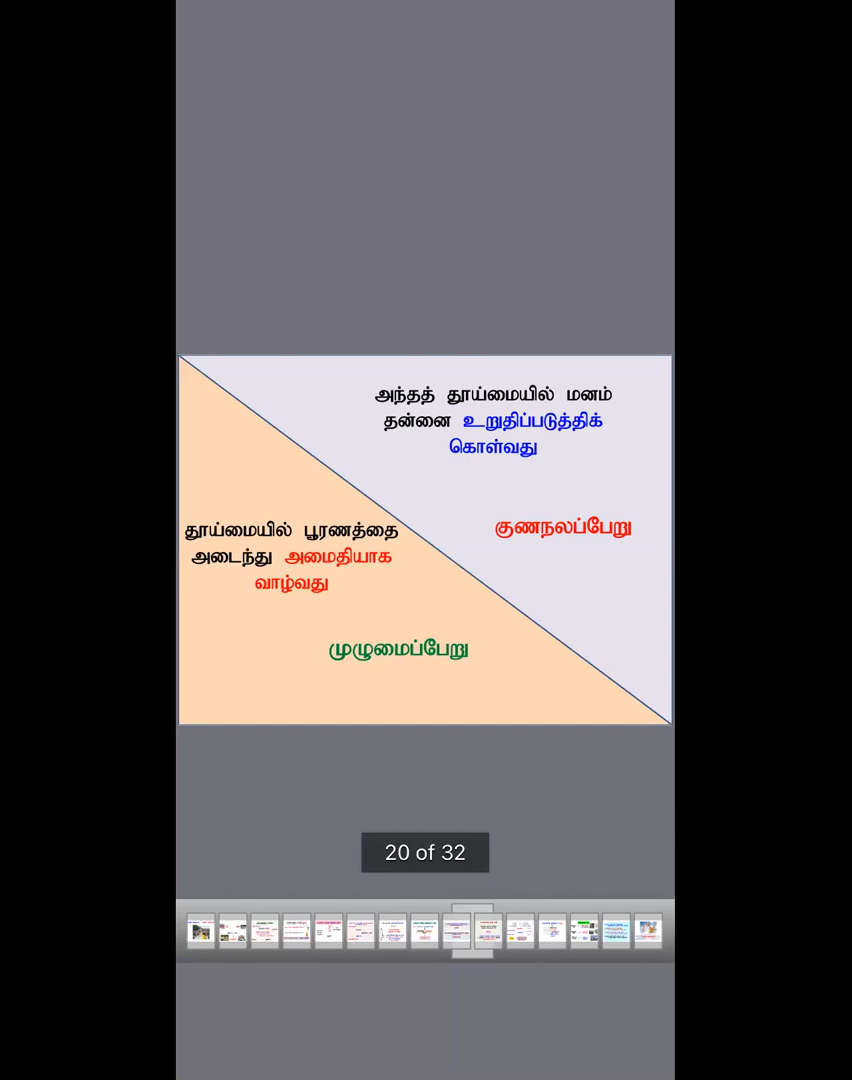 அந்தத் தூய்மையில் மனம்
தன்னை உறுதிப்படுத்திக்
கொள்வது
குணநலப்பேறு
தூய்மையில் பூரணத்தை
அடைந்து அமைதியாக
வாழ்வது
முழுமைப்பேறு
20 of 32